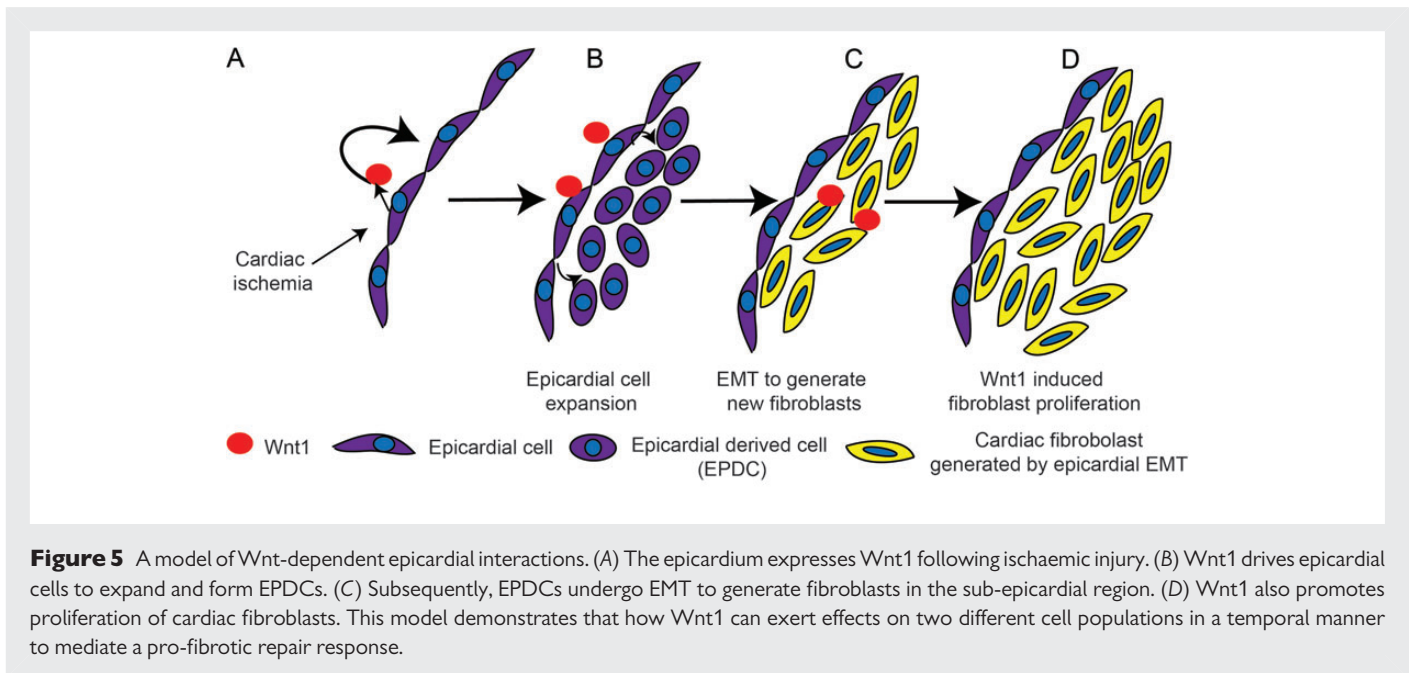 A
B
C
D
Cardiac
ischemia
Epicardial cell
expansion
EMT to generate
new fibroblasts
Wnt1 induced
fibroblast proliferation
Wnt1
Epicardial cell
Epicardial derived cell
(EPDC)
Cardiac fibrobolast
generated by epicardial EMT
Figure 5 A model of Wnt-dependent epicardial interactions. (A) The epicardium expresses Wnt1 following ischaemic injury. (B) Wnt1 drives epicardial
cells to expand and form EPDCs. (C) Subsequently, EPDCs undergo EMT to generate fibroblasts in the sub-epicardial region. (D) Wnt1 also promotes
proliferation of cardiac fibroblasts. This model demonstrates that how Wnt1 can exert effects on two different cell populations in a temporal manner
to mediate a pro-fibrotic repair response.